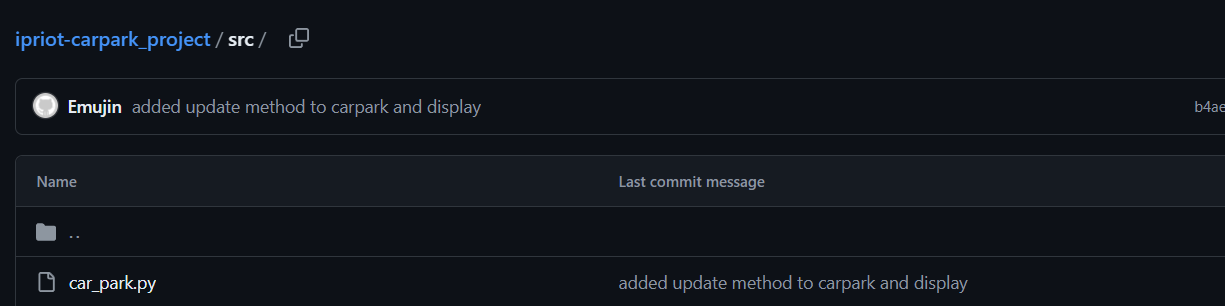 ipriot-carpark_project / src /
Emujin added update method to carpark and display b4ae
Name Last commit message
..
car_park.py added update method to carpark and display